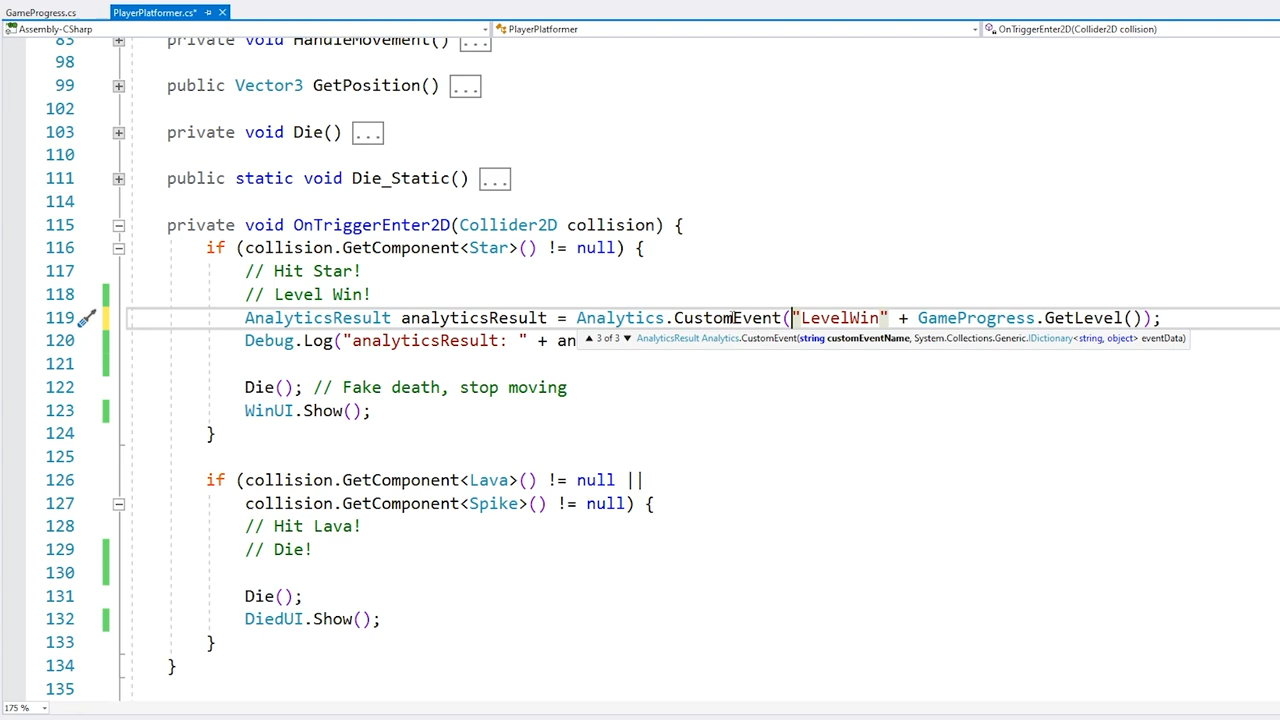 GameProgress.cs PlayerPlatformer.cs*
Assembly-CSharp PlayerPlatformer OnTriggerEnter2D(Collider2D collision)
83 private void HandleMovement() ...
98
99 public Vector3 GetPosition() ...
102
103 private void Die() ...
110
111 public static void Die_Static() ...
114
115 private void OnTriggerEnter2D(Collider2D collision) {
116 if (collision.GetComponent<Star>() != null) {
117 // Hit Star!
118 // Level Win!
119 AnalyticsResult analyticsResult = Analytics.CustomEvent("LevelWin" + GameProgress.GetLevel());
120 Debug.Log("analyticsResult: " + an
▲ 3 of 3 ▼ AnalyticsResult Analytics.CustomEvent(string customEventName, System.Collections.Generic.IDictionary<string, object> eventData)
121
122 Die(); // Fake death, stop moving
123 WinUI.Show();
124 }
125
126 if (collision.GetComponent<Lava>() != null ||
127 collision.GetComponent<Spike>() != null) {
128 // Hit Lava!
129 // Die!
130
131 Die();
132 DiedUI.Show();
133 }
134 }
135
175 %